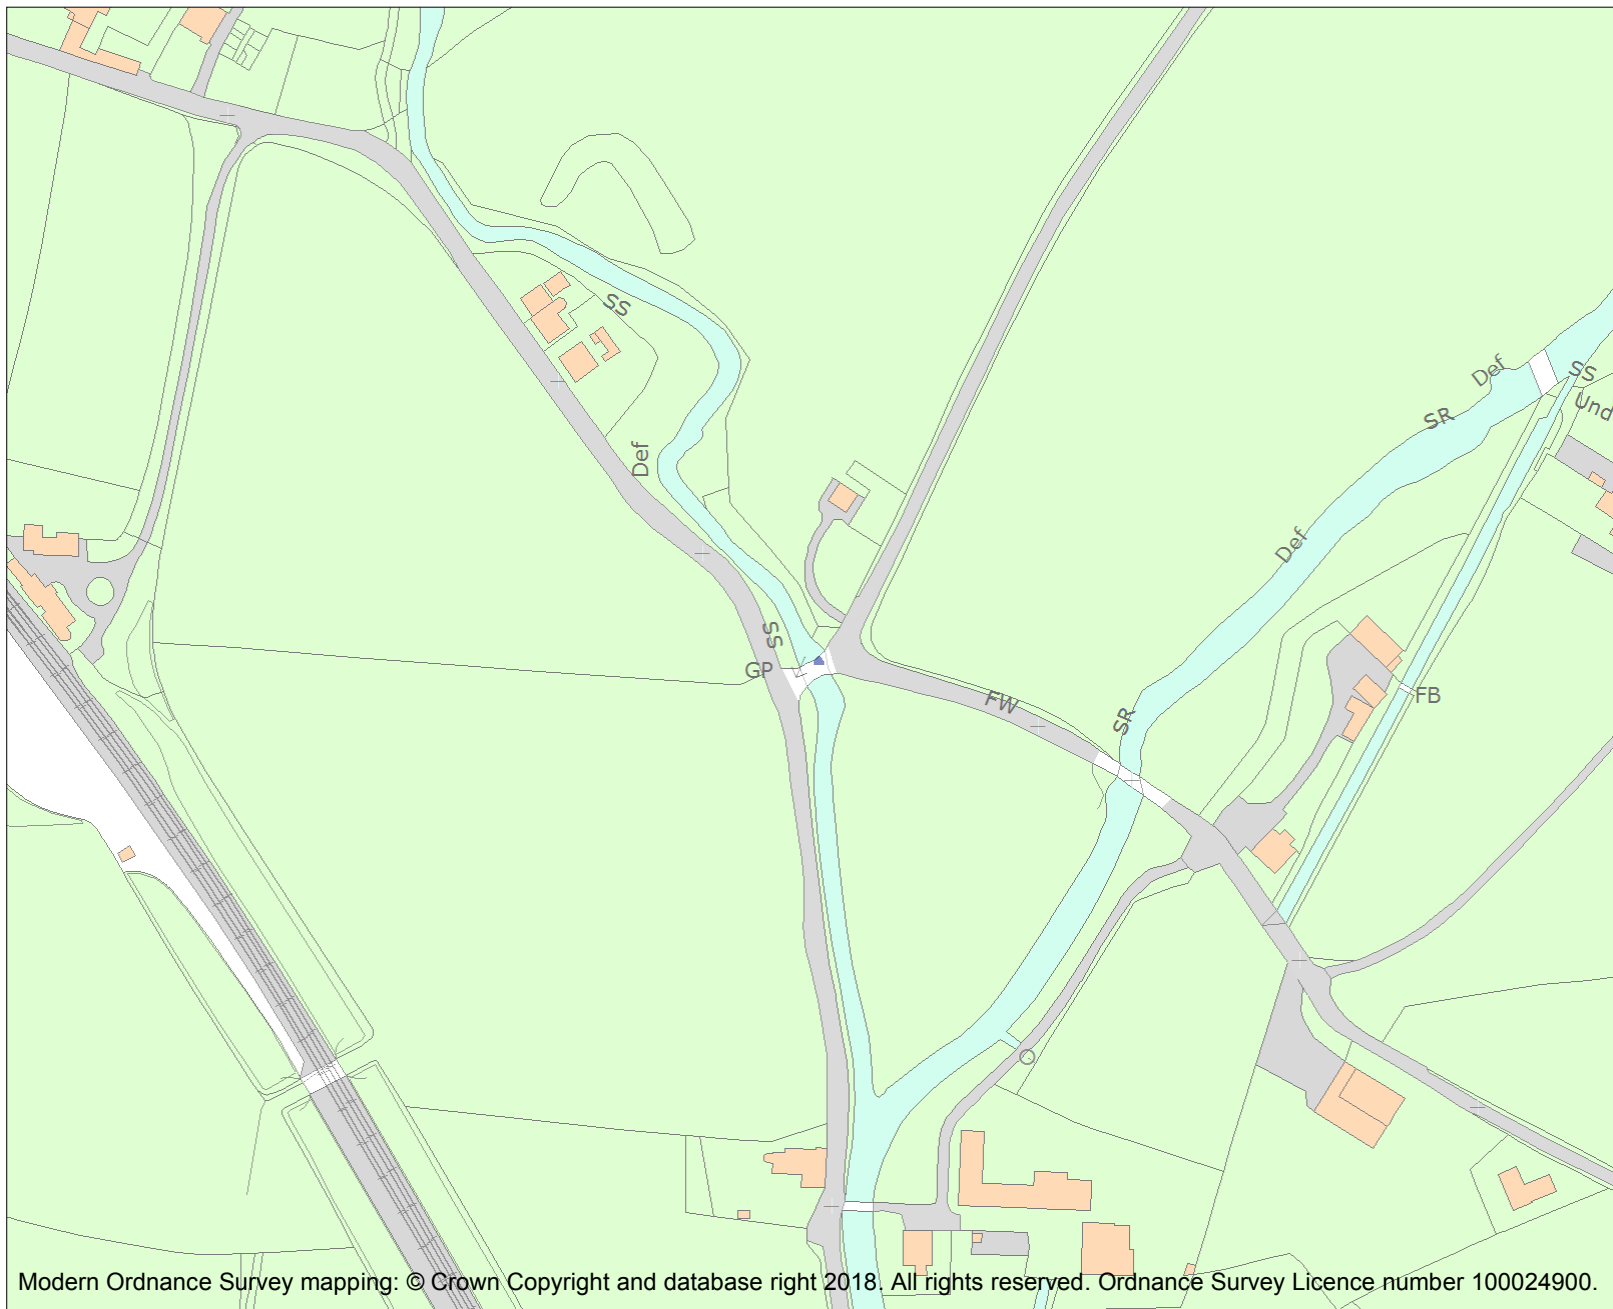 SS
Def
SS
Und
SR
Def
Def
SS
GP
FW
SR
FB
Modern Ordnance Survey mapping: © Crown Copyright and database right 2018. All rights reserved. Ordnance Survey Licence number 100024900.